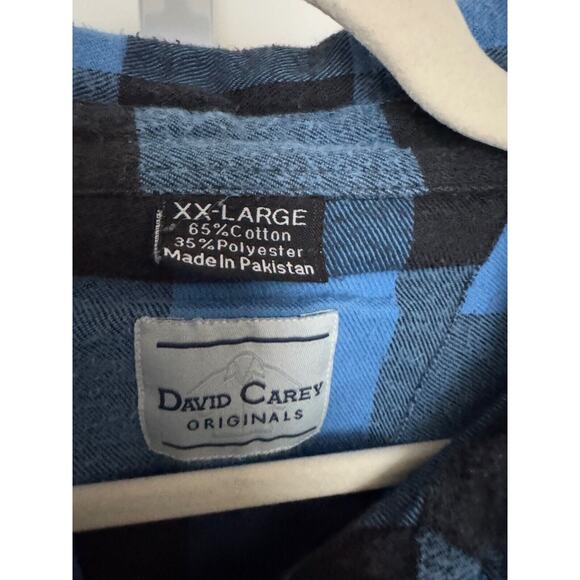 XX-LARGE
65%Cotton
35%Polyester
Made In Pakistan
DAVID CAREY
ORIGINALS